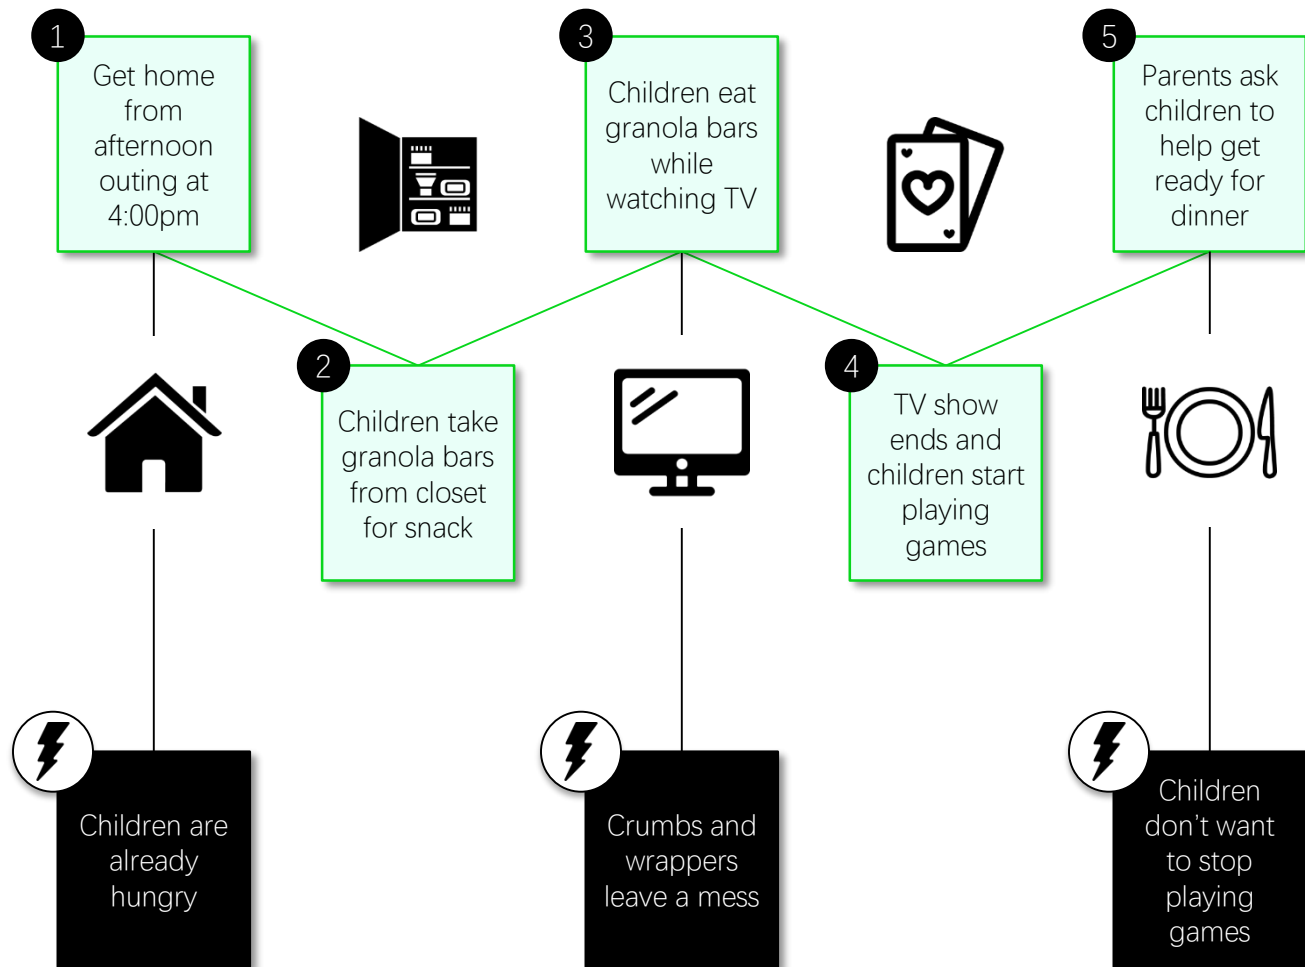 1
Get home
from
afternoon
outing at
4:00pm
2
Children take
granola bars
from closet
for snack
3
Children eat
granola bars
while
watching TV
4
TV show
ends and
children start
playing
games
5
Parents ask
children to
help get
ready for
dinner
Children are
already
hungry
Crumbs and
wrappers
leave a mess
Children
don't want
to stop
playing
games